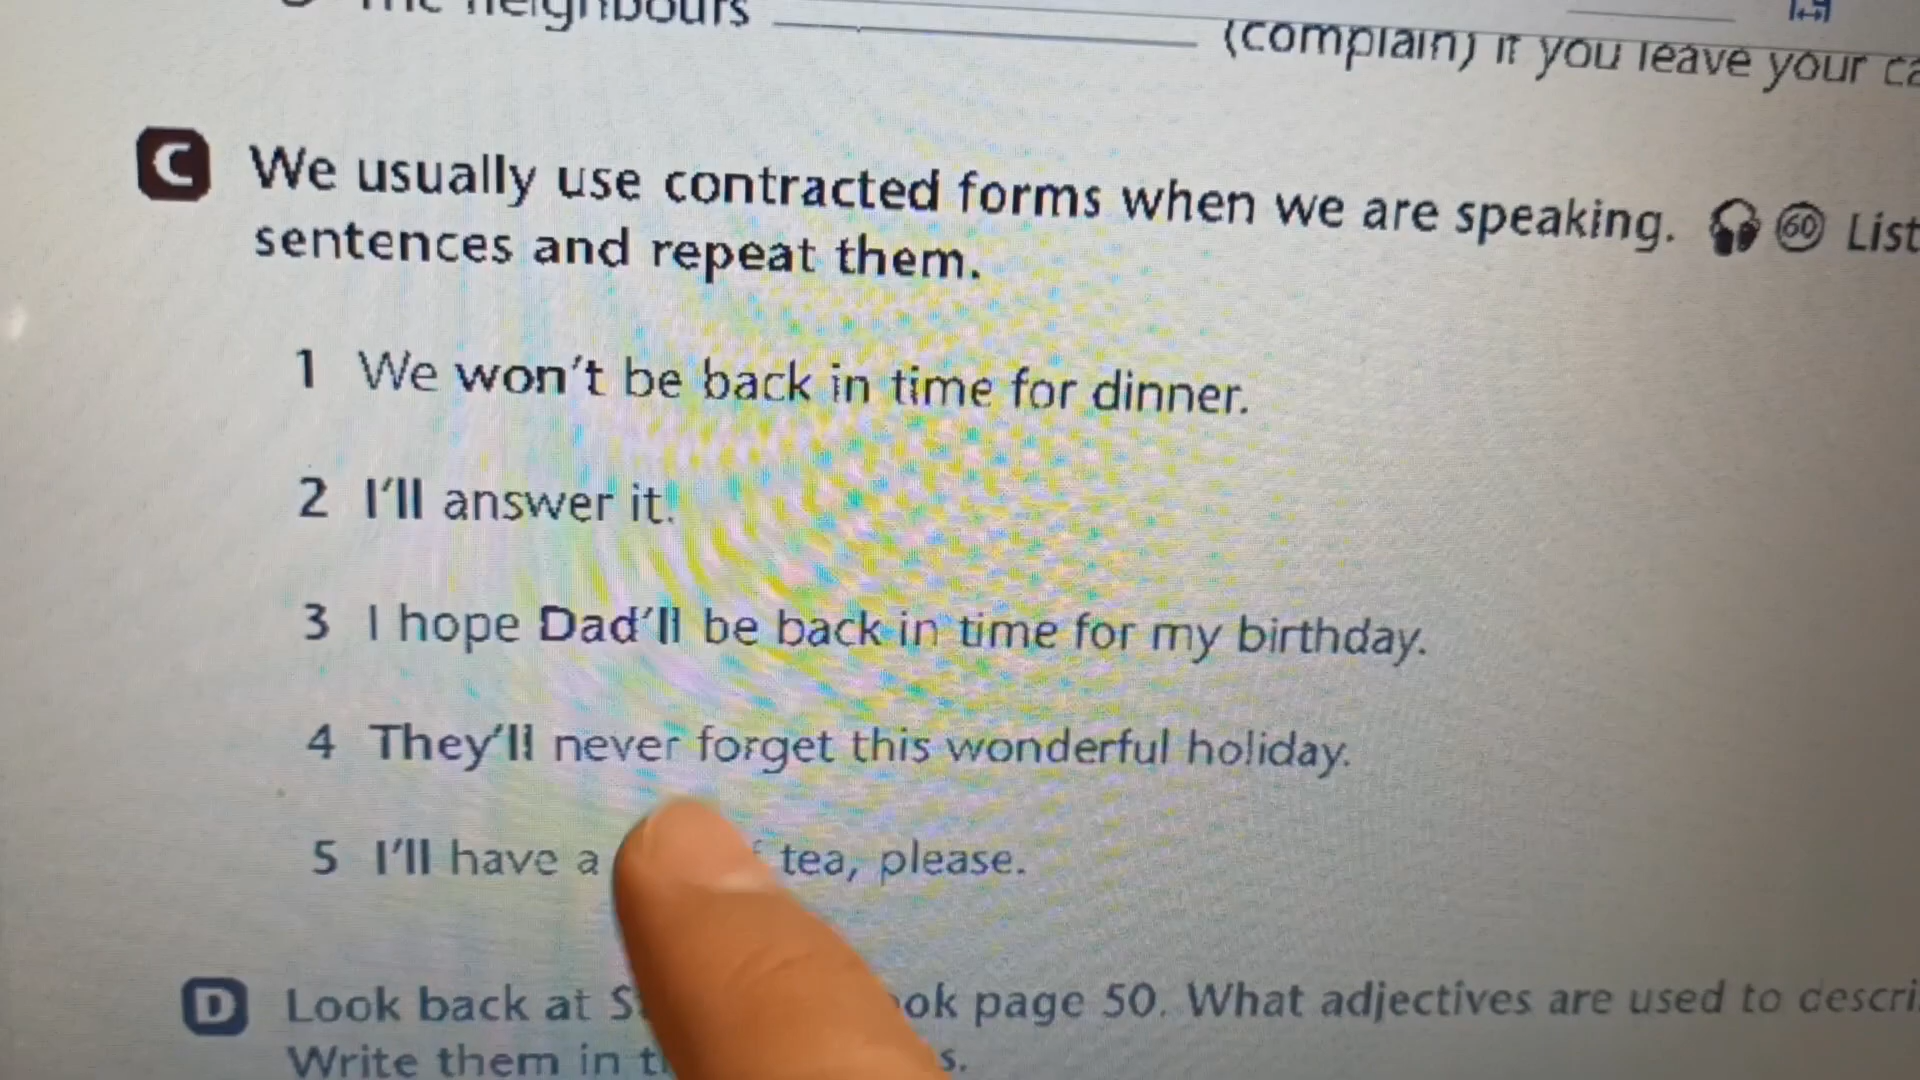 The neighbours (complain) if you leave your
C We usually use contracted forms when we are speaking. 60 List
sentences and repeat them.
1 We won't be back in time for dinner.
2 I'll answer it.
3 I hope Dad'll be back in time for my birthday.
4 They'll never forget this wonderful holiday.
5 I'll have a tea, please.
D Look back at page 50. What adjectives are used to descri
Write them in